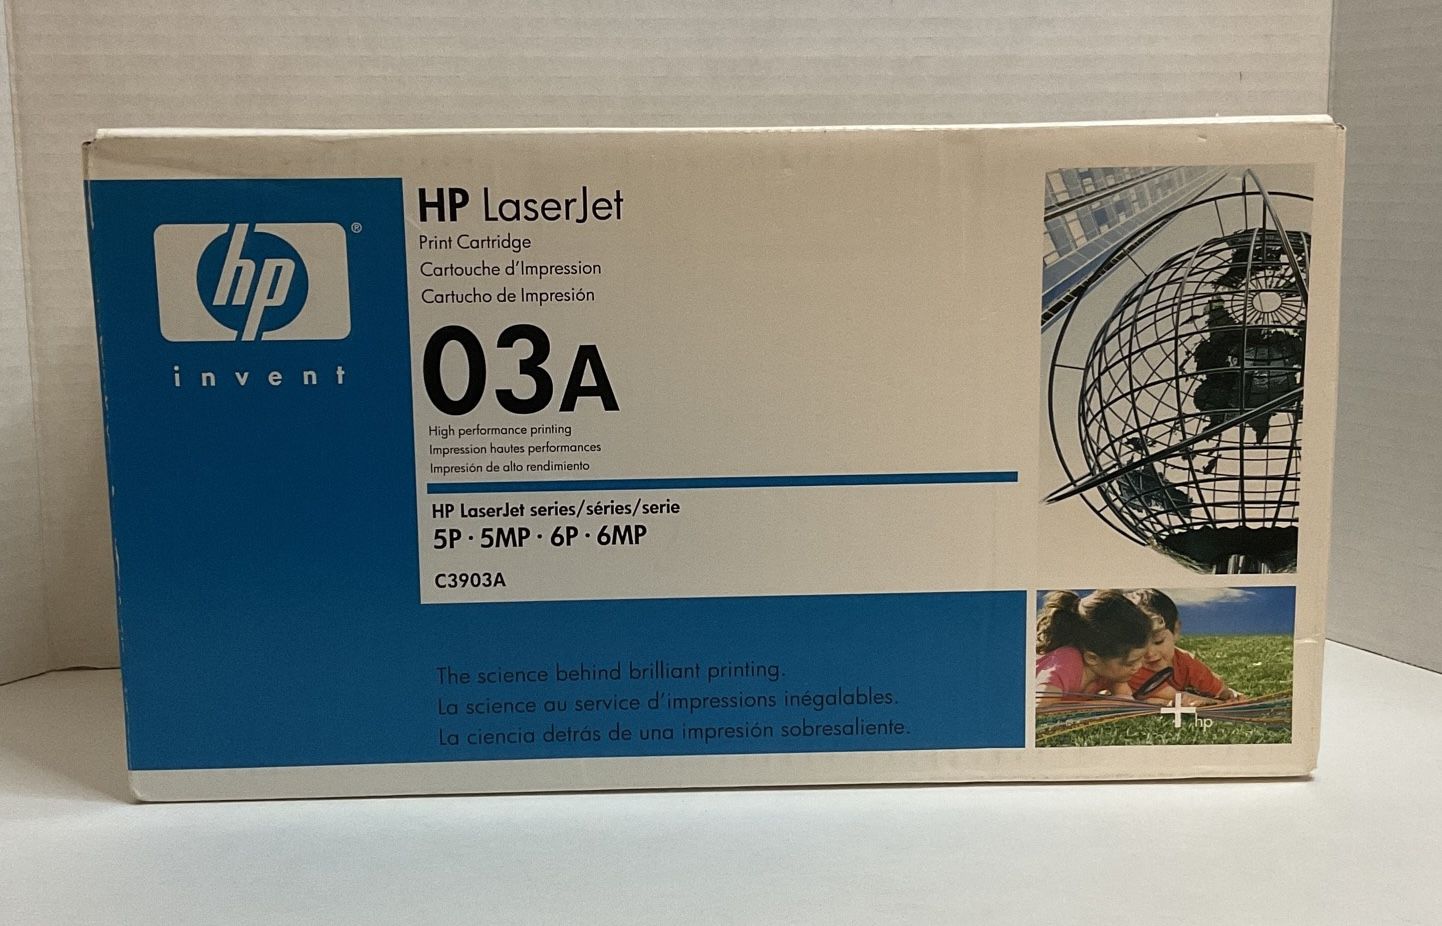 hp®
invent
HP LaserJet
Print Cartridge
Cartouche d'Impression
Cartucho de Impresión
03A
High performance printing
Impression hautes performances
Impresión de alto rendimiento
HP LaserJet series/séries/serie
5P · 5MP · 6P · 6MP
C3903A
The science behind brilliant printing.
La science au service d'impressions inégalables.
La ciencia detrás de una impresión sobresaliente.
+hp